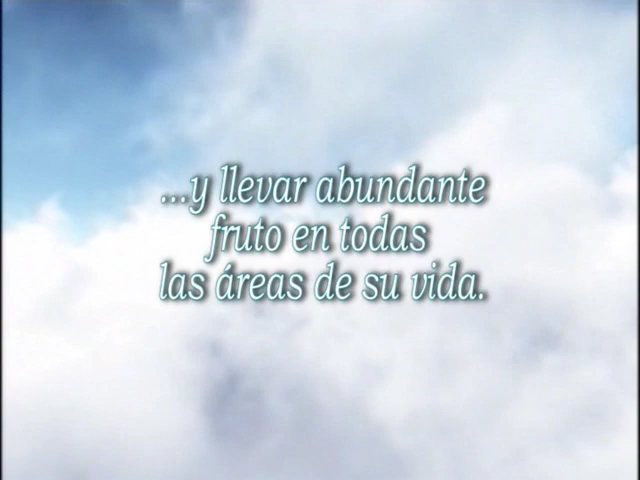 ...y llevar abundante
fruto en todas
las áreas de su vida.